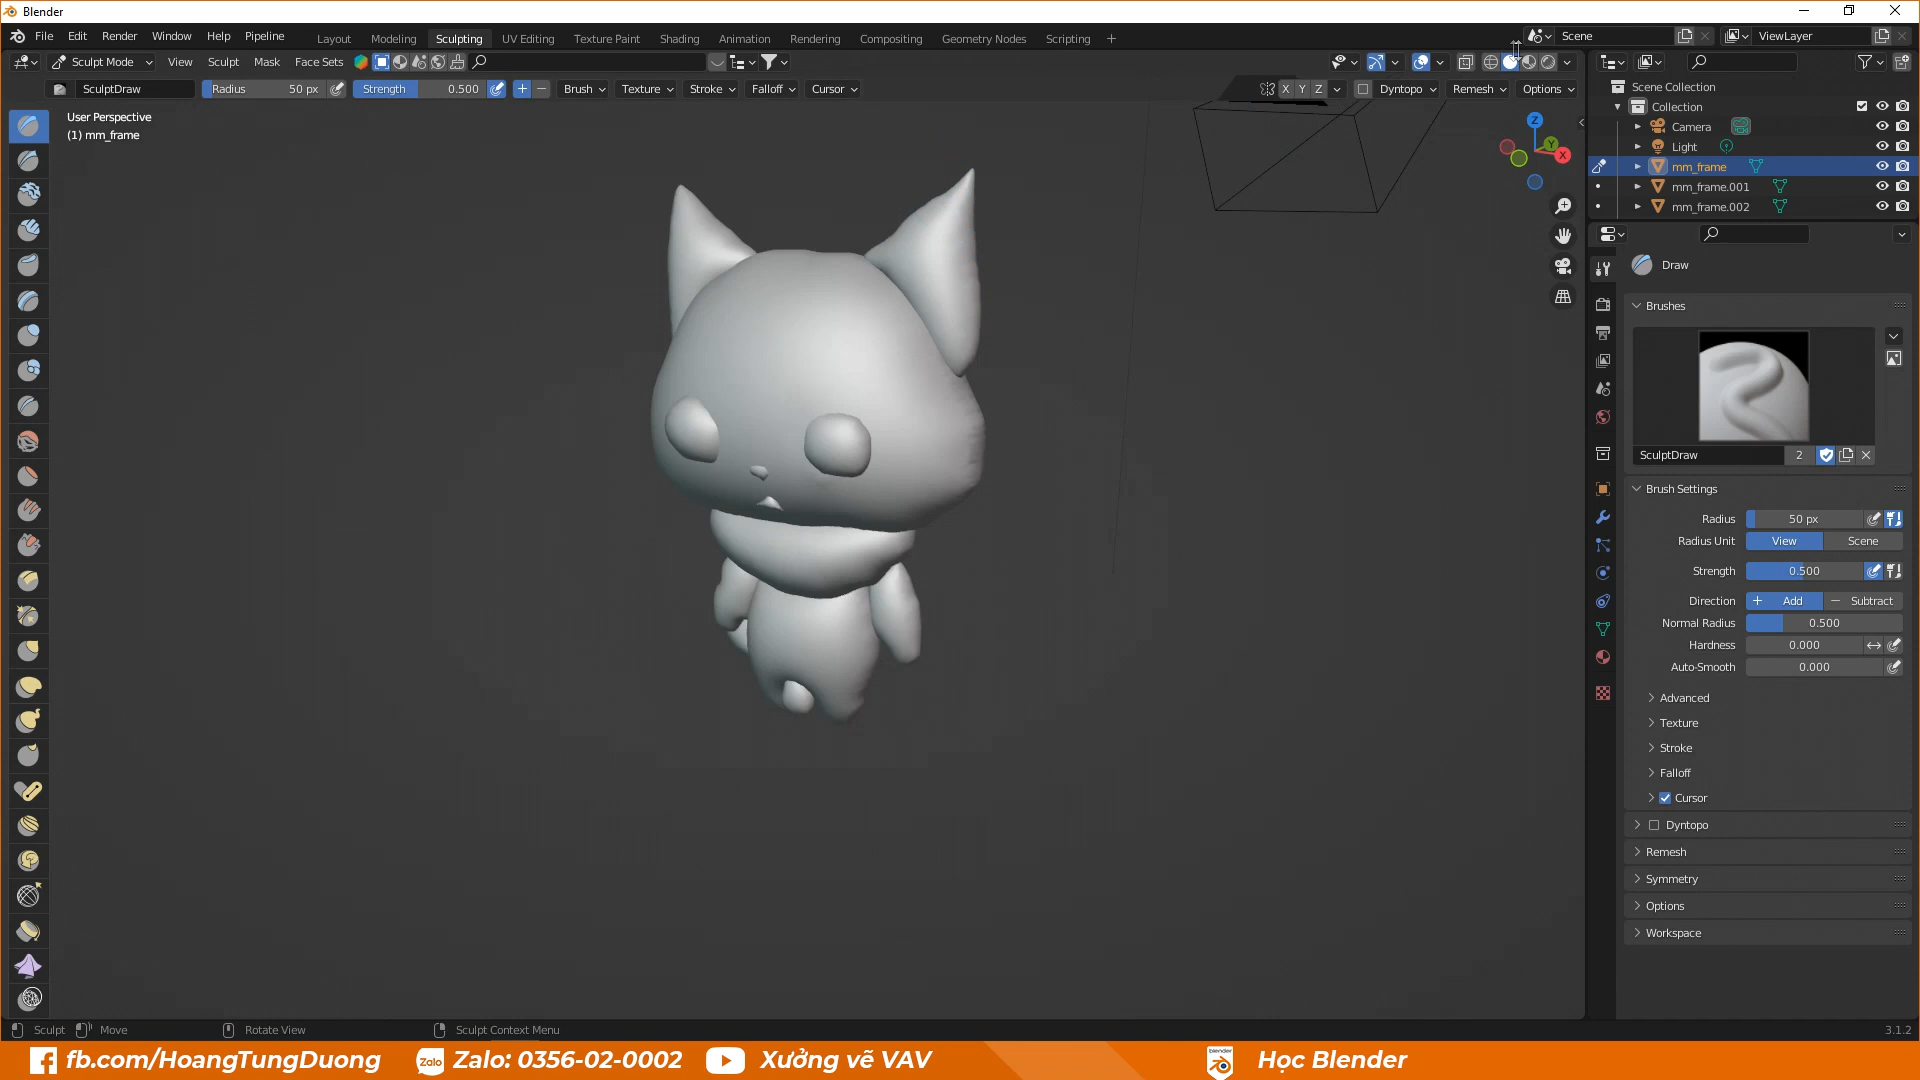 Blender
File Edit Render Window Help Pipeline Layout Modeling Sculpting UV Editing Texture Paint Shading Animation Rendering Compositing Geometry Nodes Scripting + Scene ViewLayer
Sculpt Mode View Sculpt Mask Face Sets
SculptDraw Radius 50 px Strength 0.500 + − Brush Texture Stroke Falloff Cursor X Y Z Dyntopo Remesh Options
User Perspective
(1) mm_frame
Z
Y
X
Scene Collection
Collection
Camera
Light
mm_frame
mm_frame.001
mm_frame.002
Draw
Brushes
SculptDraw 2
Brush Settings
Radius 50 px
Radius Unit View Scene
Strength 0.500
Direction + Add − Subtract
Normal Radius 0.500
Hardness 0.000
Auto-Smooth 0.000
Advanced
Texture
Stroke
Falloff
Cursor
Dyntopo
Remesh
Symmetry
Options
Workspace
Sculpt Move Rotate View Sculpt Context Menu 3.1.2
fb.com/HoangTungDuong Zalo Zalo: 0356-02-0002 Xưởng vẽ VAV blender Học Blender